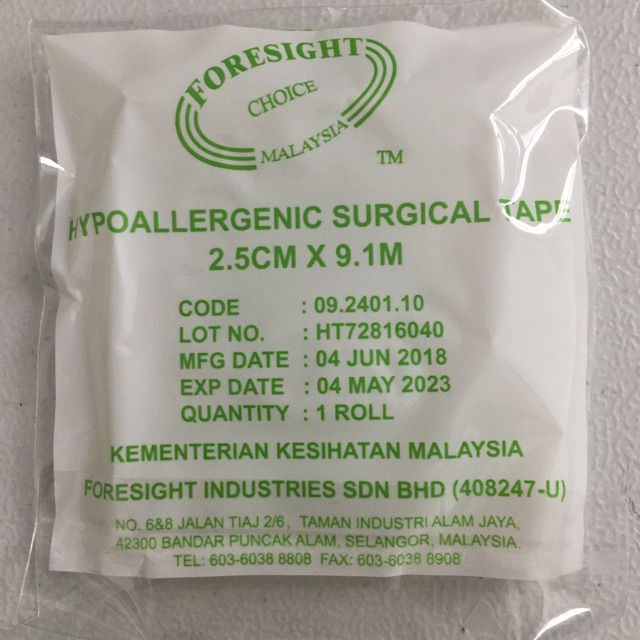 FORESIGHT
CHOICE
MALAYSIA
TM
HYPOALLERGENIC SURGICAL TAPE
2.5CM X 9.1M
CODE : 09.2401.10
LOT NO. : HT72816040
MFG DATE : 04 JUN 2018
EXP DATE : 04 MAY 2023
QUANTITY : 1 ROLL
KEMENTERIAN KESIHATAN MALAYSIA
FORESIGHT INDUSTRIES SDN BHD (408247-U)
NO. 6&8 JALAN TIAJ 2/6, TAMAN INDUSTRI ALAM JAYA,
42300 BANDAR PUNCAK ALAM, SELANGOR, MALAYSIA.
TEL: 603-6038 8808 FAX: 603-6038 8908